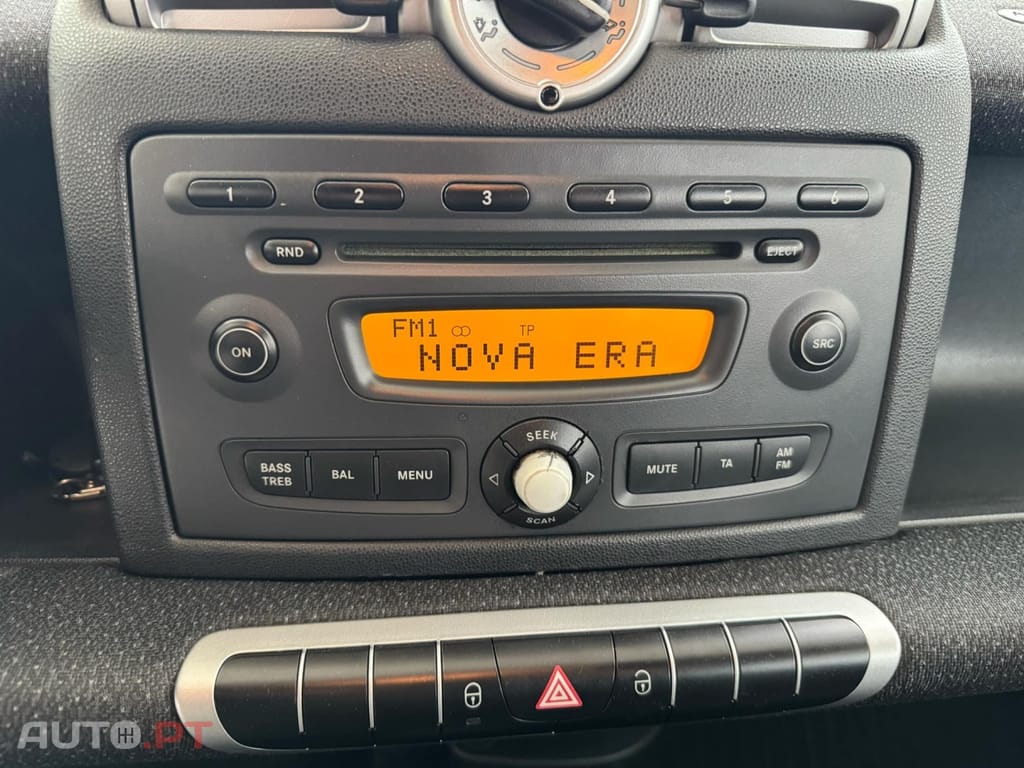 1 2 3 4 5 6
RND EJECT
FM1 TP
NOVA ERA
ON SRC
SEEK
BASS TREB BAL MENU
MUTE TA AM FM
SCAN
AUTO.PT